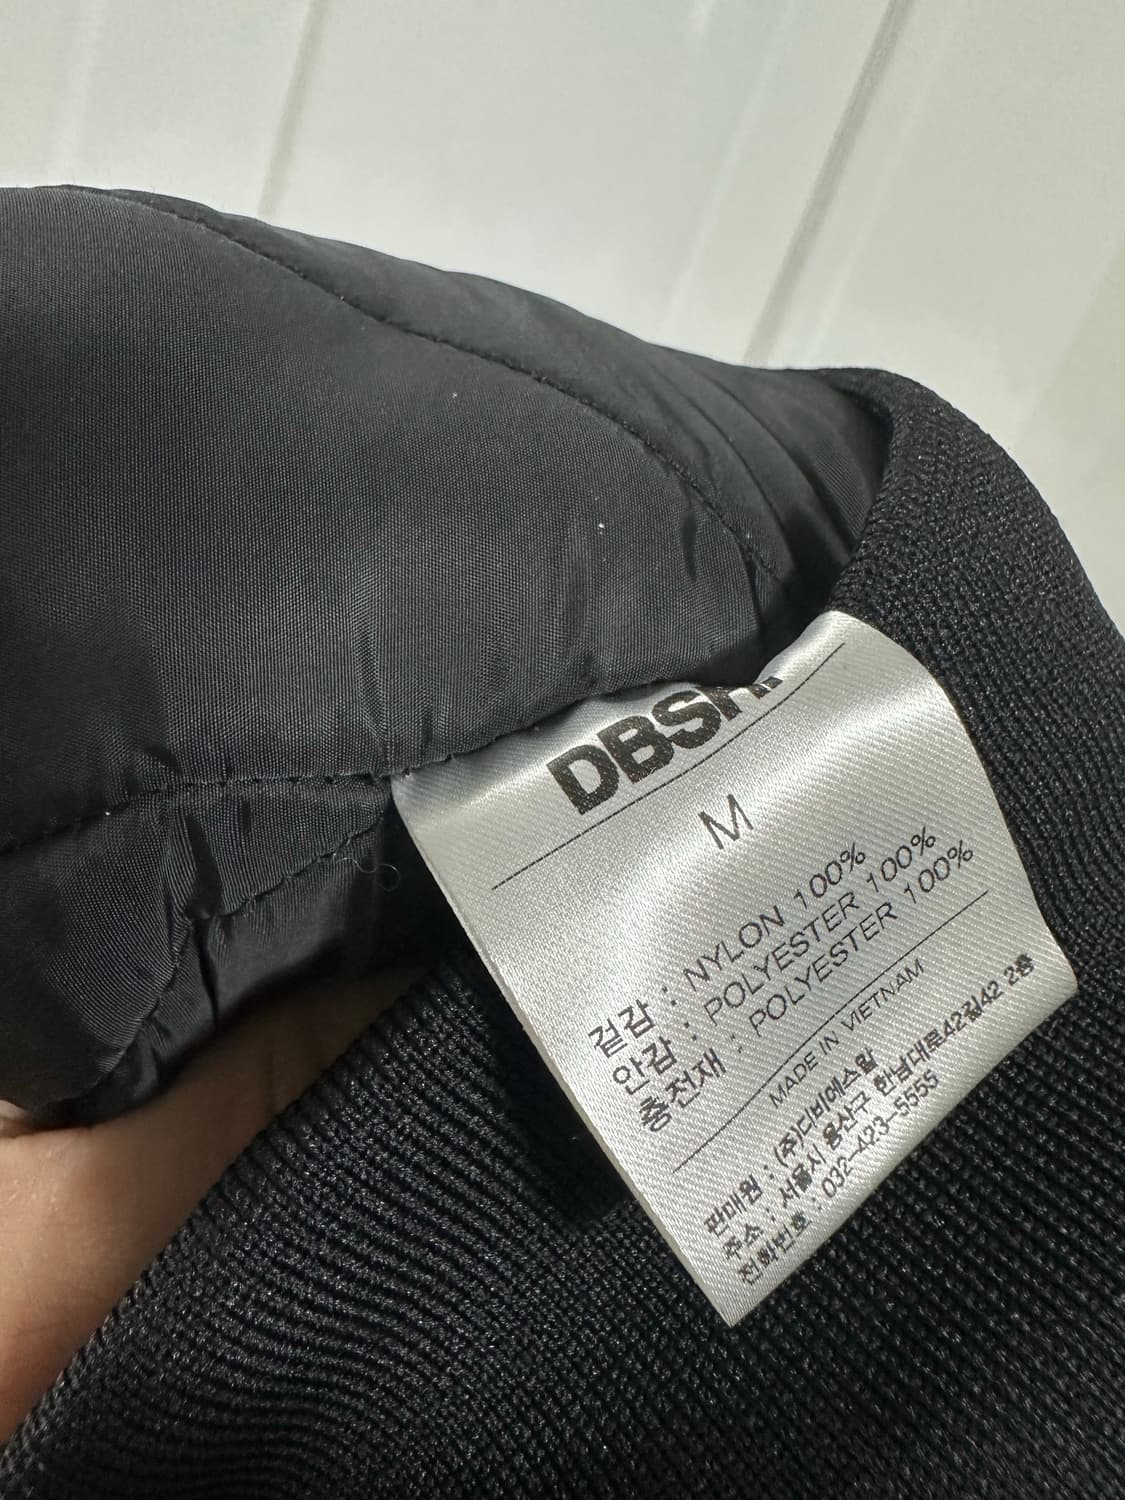 DBSH.
M
겉감 : NYLON 100%
안감 : POLYESTER 100%
충전재 : POLYESTER 100%
MADE IN VIETNAM
판매원 : (주)디비에스알
주소 : 서울시 용산구 한남대로42길42 2층
전화번호 : 032-423-5555